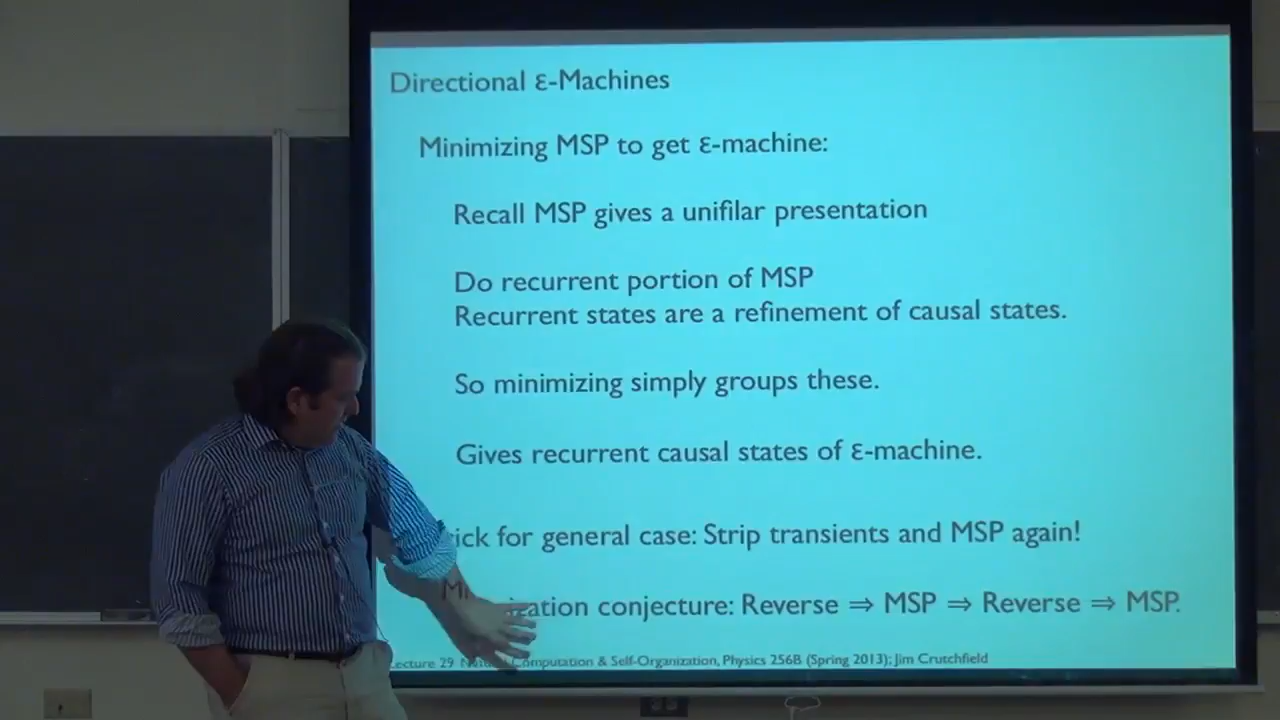 Directional ε-Machines
Minimizing MSP to get ε-machine:
Recall MSP gives a unifilar presentation
Do recurrent portion of MSP
Recurrent states are a refinement of causal states.
So minimizing simply groups these.
Gives recurrent causal states of ε-machine.
for general case: Strip transients and MSP again!
conjecture: Reverse ⇒ MSP ⇒ Reverse ⇒ MSP.
Lecture 29 Computation & Self-Organization, Physics 256B (Spring 2013); Jim Crutchfield